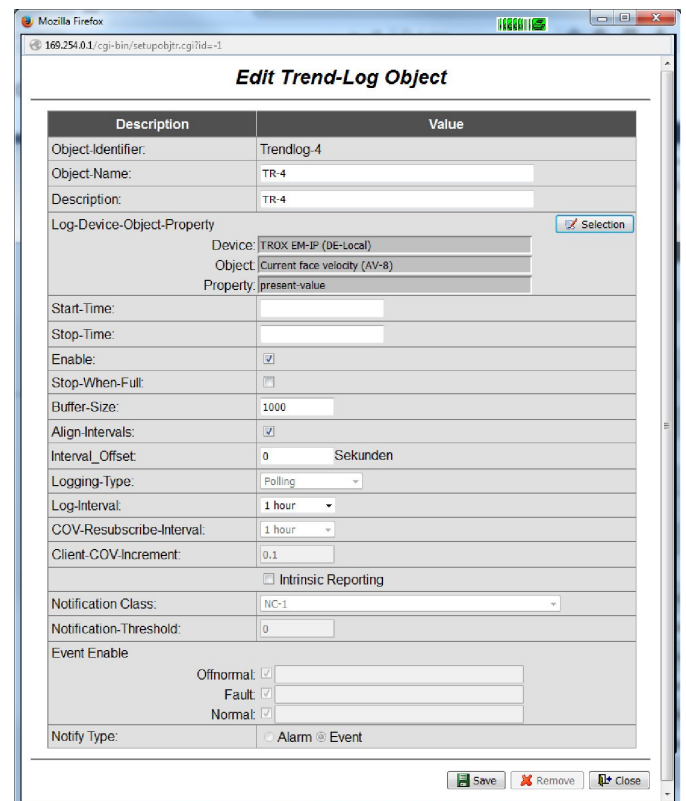 Mozilla Firefox
169.254.0.1/cgi-bin/setupobjtr.cgi?id=-1
Edit Trend-Log Object
Description Value
Object-Identifier: Trendlog-4
Object-Name: TR-4
Description: TR-4
Log-Device-Object-Property Selection
Device: TROX EM-IP (DE-Local)
Object: Current face velocity (AV-8)
Property: present-value
Start-Time:
Stop-Time:
Enable:
Stop-When-Full:
Buffer-Size: 1000
Align-Intervals:
Interval_Offset: 0 Sekunden
Logging-Type: Polling
Log-Interval: 1 hour
COV-Resubscribe-Interval: 1 hour
Client-COV-Increment: 0.1
Intrinsic Reporting
Notification Class: NC-1
Notification-Threshold: 0
Event Enable
Offnormal:
Fault:
Normal:
Notify Type: Alarm Event
Save Remove Close